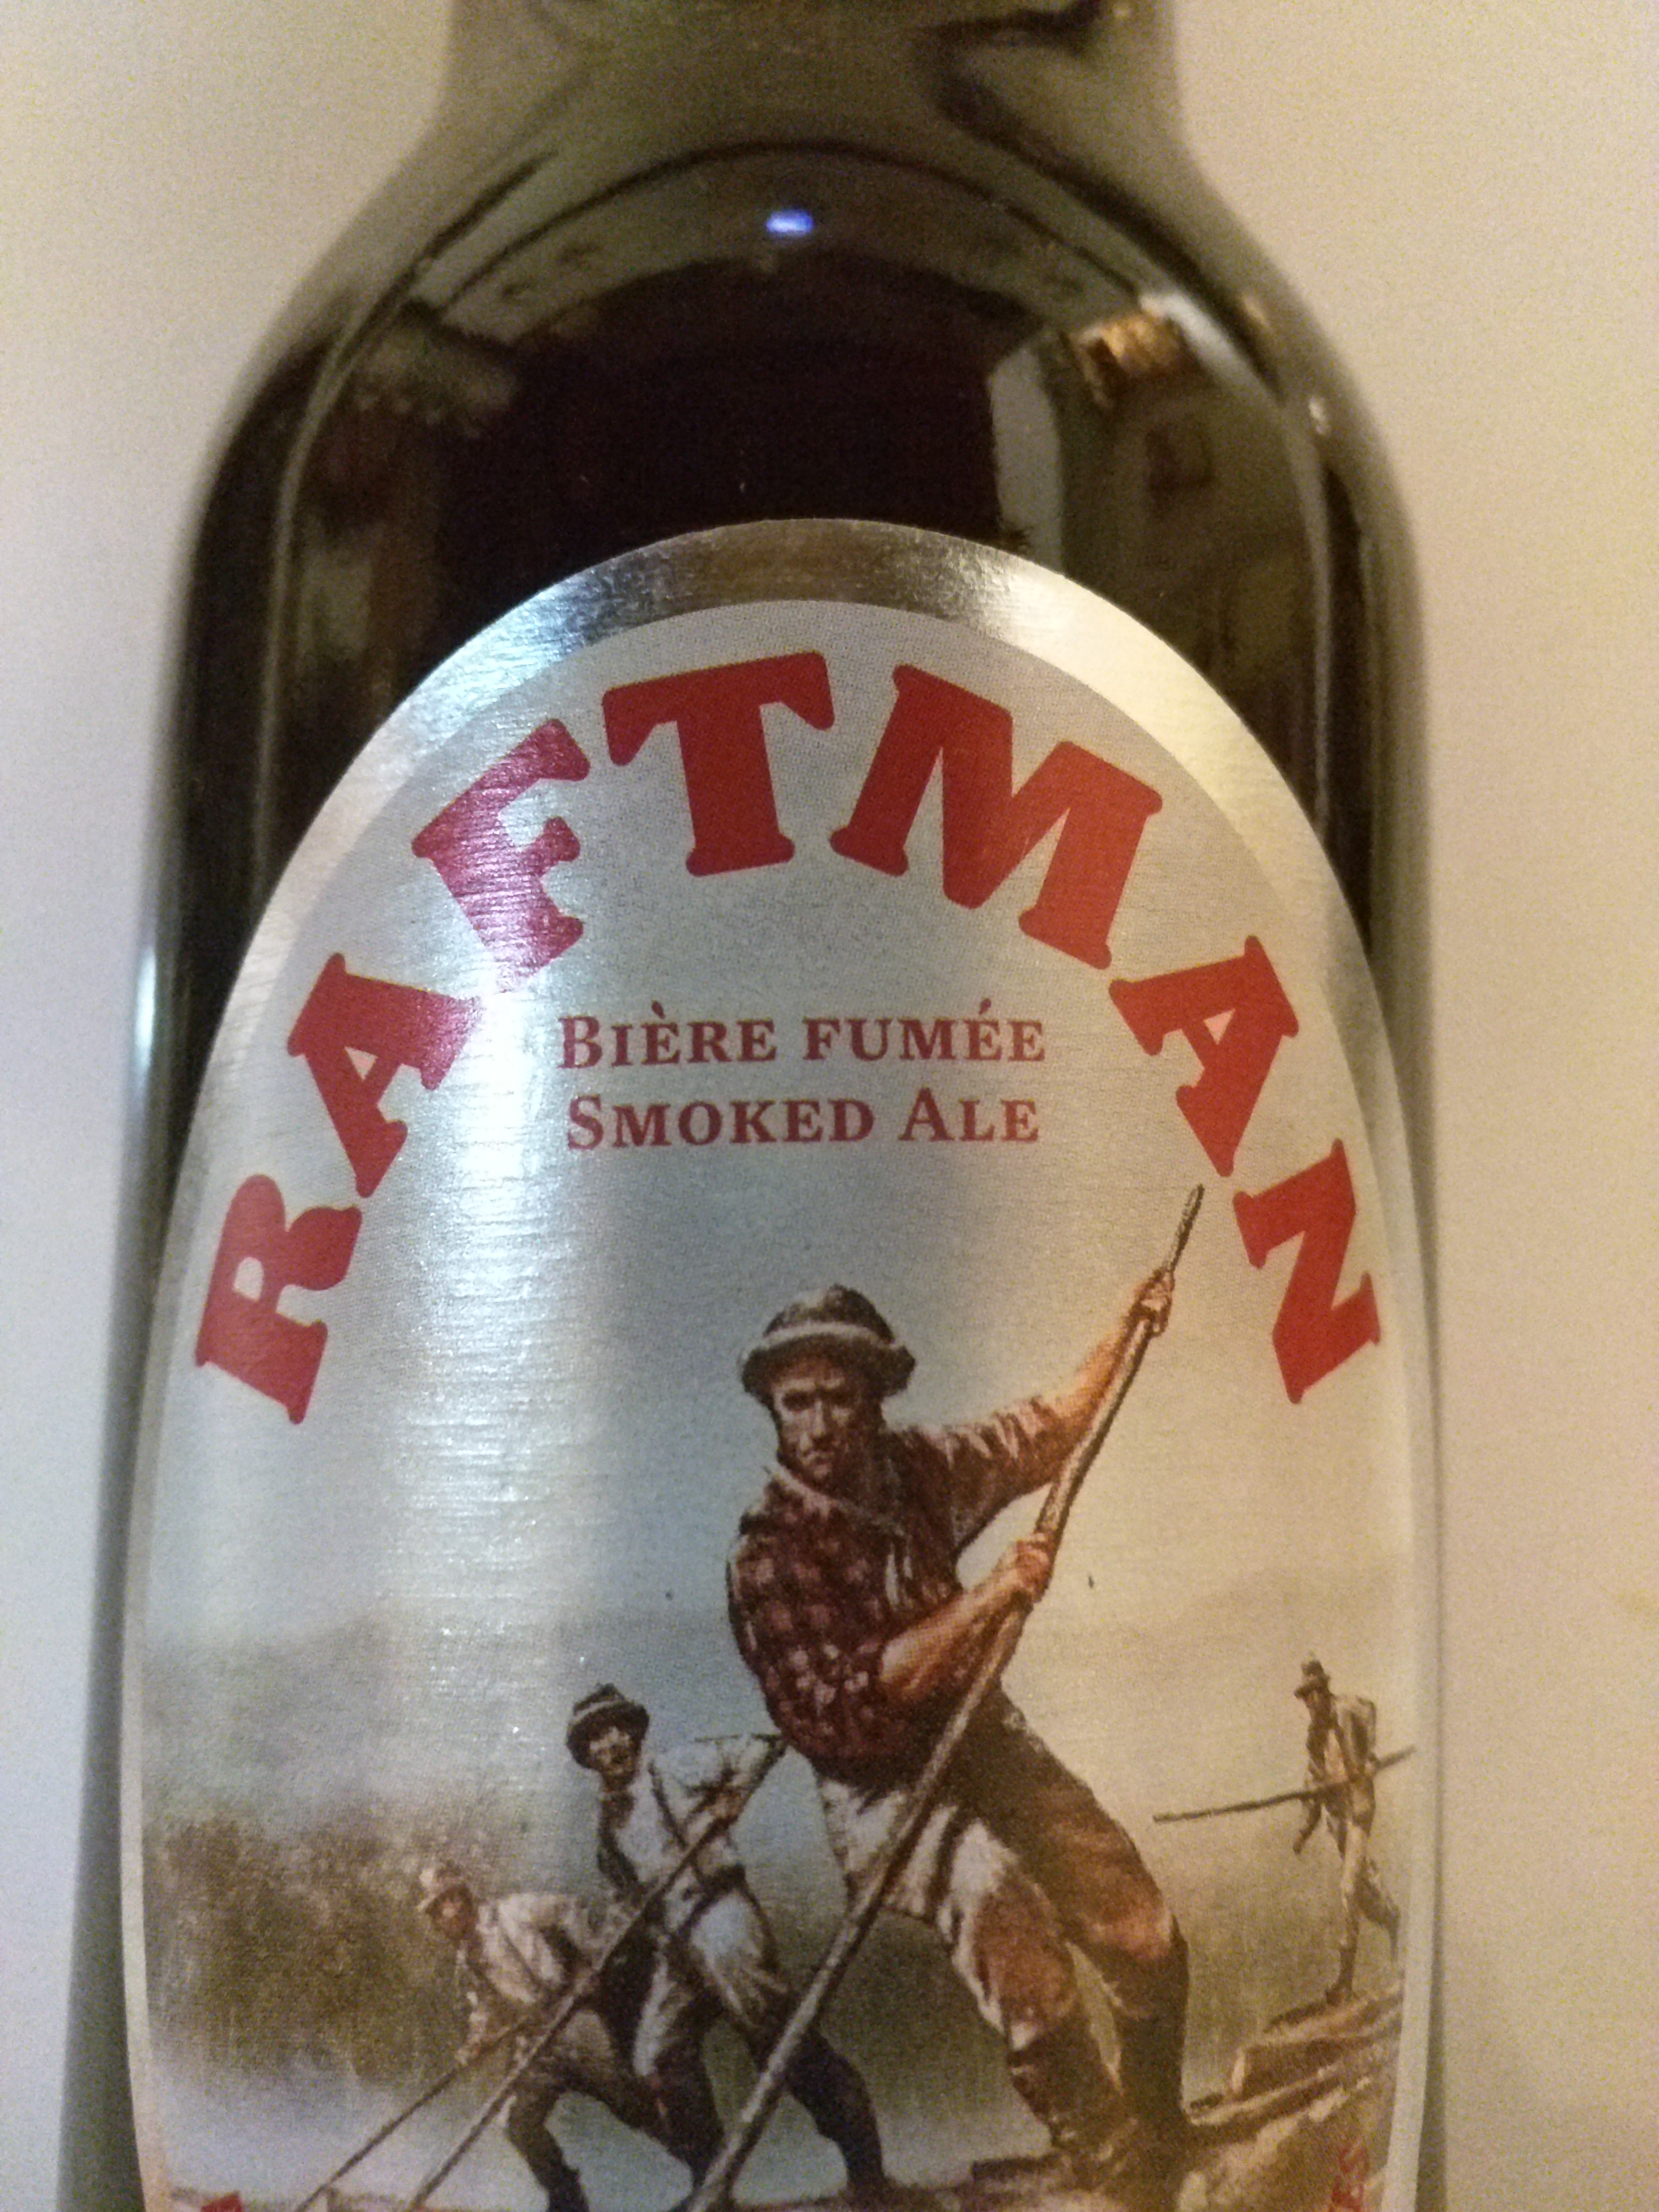 RAFTMAN
BIÈRE FUMÉE
SMOKED ALE